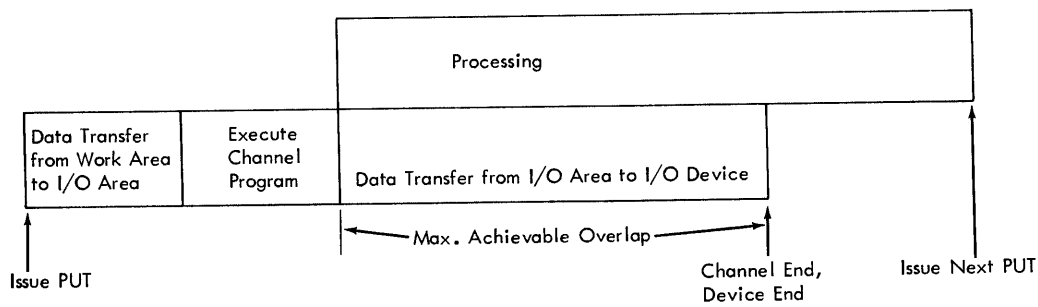 Processing
Data Transfer
from Work Area
to I/O Area
Execute
Channel
Program
Data Transfer from I/O Area to I/O Device
Max. Achievable Overlap
Issue PUT
Channel End,
Device End
Issue Next PUT